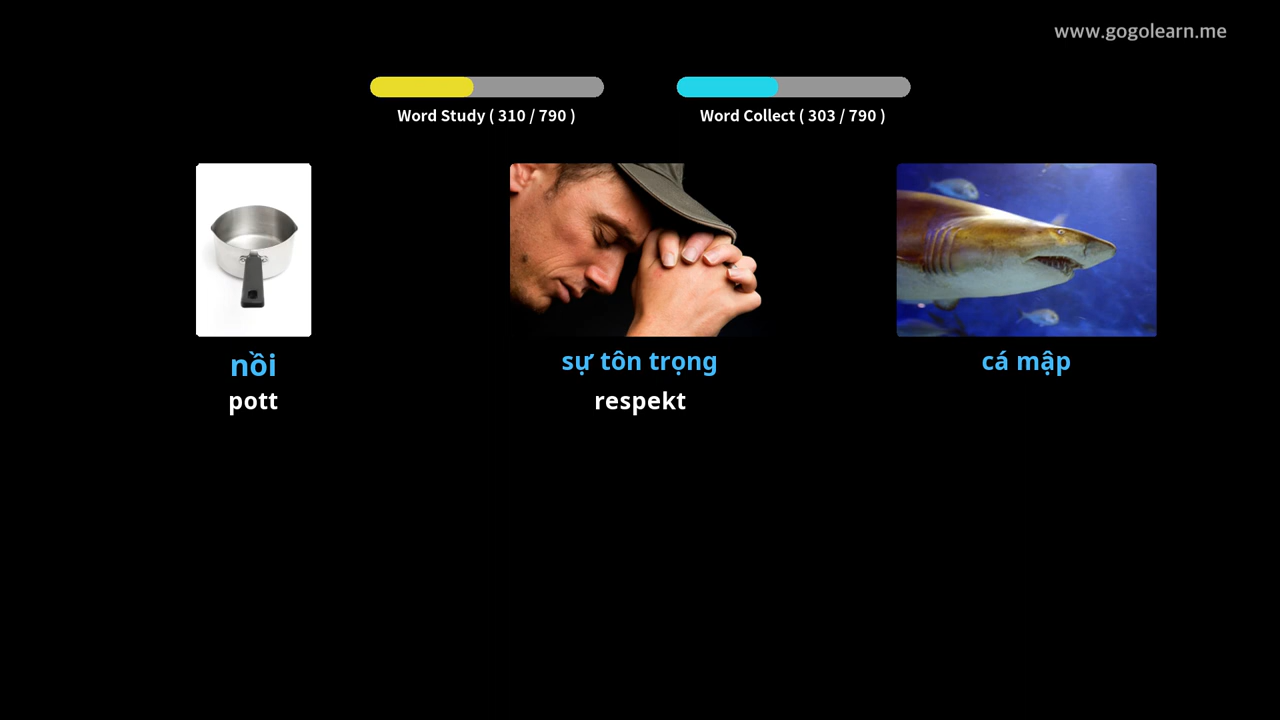 www.gogolearn.me
Word Study ( 310 / 790 )
Word Collect ( 303 / 790 )
nồi
pott
sự tôn trọng
respekt
cá mập